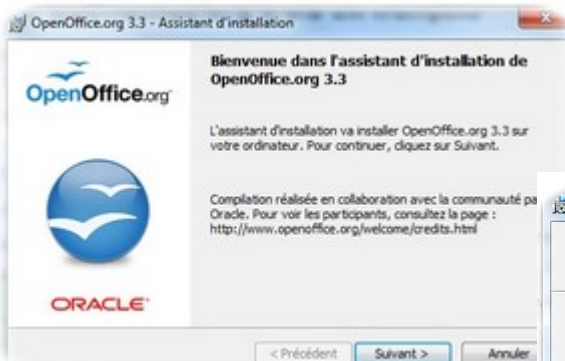 OpenOffice.org 3.3 - Assistant d'installation
OpenOffice.org
Bienvenue dans l'assistant d'installation de
OpenOffice.org 3.3
L'assistant d'installation va installer OpenOffice.org 3.3 sur
votre ordinateur. Pour continuer, cliquez sur Suivant.
Compilation réalisée en collaboration avec la communauté pa
Oracle. Pour voir les participants, consultez la page :
http://www.openoffice.org/welcome/credits.html
ORACLE
< Précédent
Suivant >
Annuler